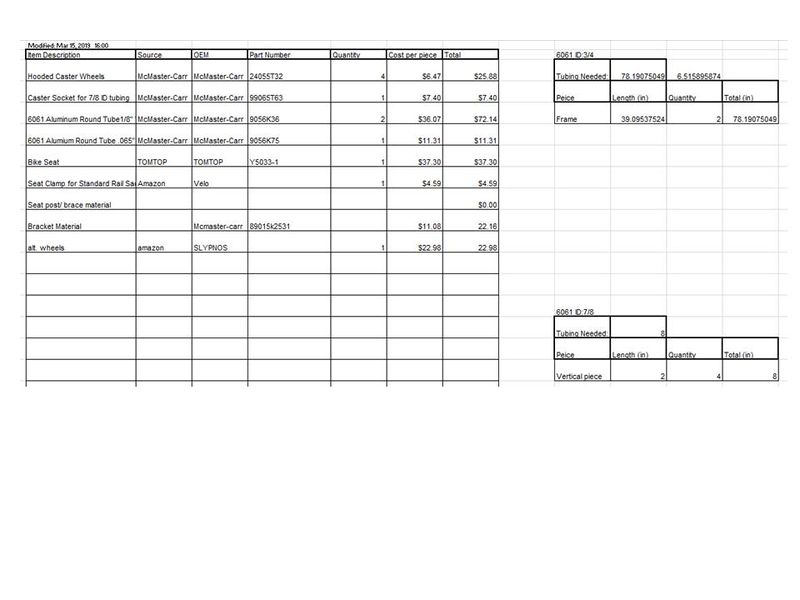 Modified: Mar 15, 2019 16:00
Item Description Source OEM Part Number Quantity Cost per piece Total
Hooded Caster Wheels McMaster-Carr McMaster-Carr 24055T32 4 $6.47 $25.88
Caster Socket for 7/8 ID tubing McMaster-Carr McMaster-Carr 99065T63 1 $7.40 $7.40
6061 Aluminum Round Tube1/8" McMaster-Carr McMaster-Carr 9056K36 2 $36.07 $72.14
6061 Alumium Round Tube .065" McMaster-Carr McMaster-Carr 9056K75 1 $11.31 $11.31
Bike Seat TOMTOP TOMTOP Y5033-1 1 $37.30 $37.30
Seat Clamp for Standard Rail Sa Amazon Velo 1 $4.59 $4.59
Seat post/ brace material $0.00
Bracket Material Mcmaster-carr 89015k2531 $11.08 22.16
alt. wheels amazon SLYPNOS 1 $22.98 22.98
6061 ID:3/4
Tubing Needed: 78.19075049 6.515895874
Peice Length (in) Quantity Total (in)
Frame 39.09537524 2 78.19075049
6061 ID:7/8
Tubing Needed: 8
Peice Length (in) Quantity Total (in)
Vertical piece 2 4 8